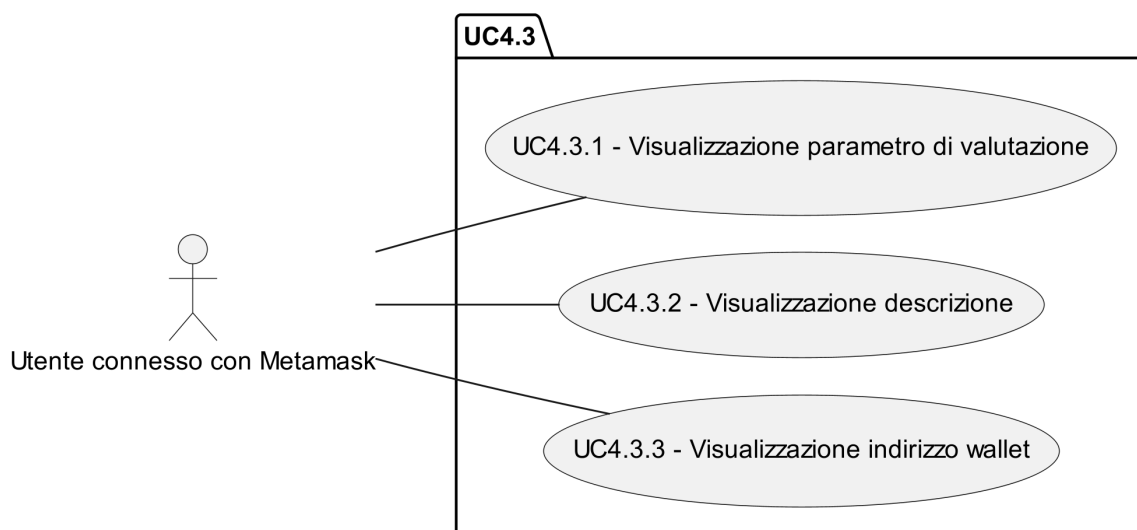 UC4.3
UC4.3.1 - Visualizzazione parametro di valutazione
UC4.3.2 - Visualizzazione descrizione
Utente connesso con Metamask
UC4.3.3 - Visualizzazione indirizzo wallet